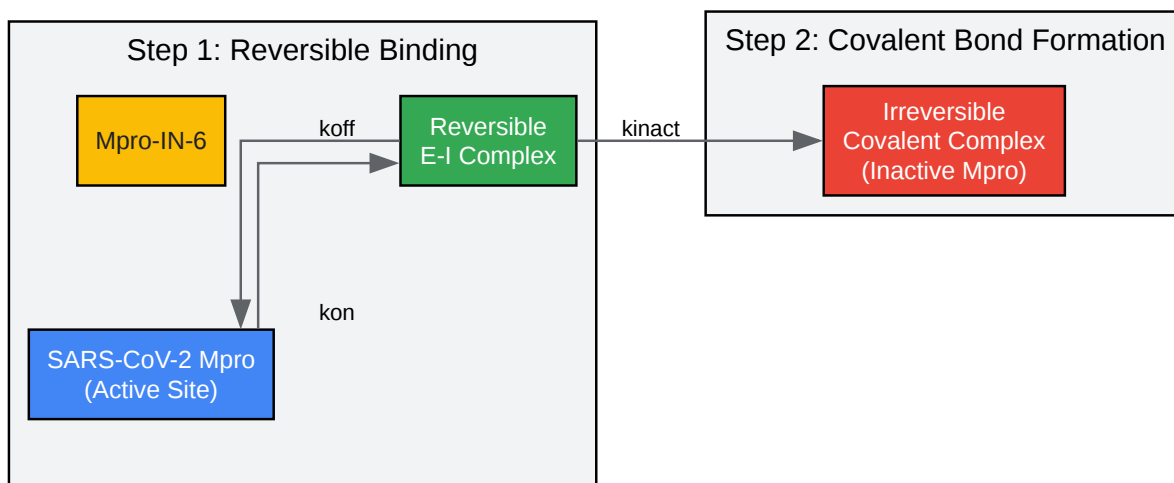 Step 1: Reversible Binding
Mpro-IN-6
koff
Reversible
E-I Complex
kon
SARS-CoV-2 Mpro
(Active Site)
kinact
Step 2: Covalent Bond Formation
Irreversible
Covalent Complex
(Inactive Mpro)